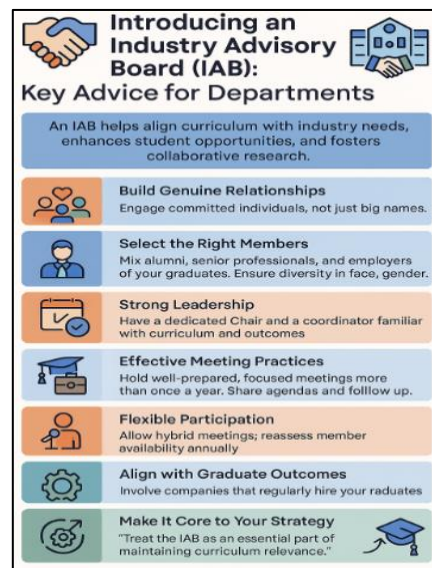 Introducing an
Industry Advisory
Board (IAB):
Key Advice for Departments
An IAB helps align curriculum with industry needs,
enhances student opportunities, and fosters
collaborative research.
Build Genuine Relationships
Engage committed individuals, not just big names.
Select the Right Members
Mix alumni, senior professionals, and employers
of your graduates. Ensure diversity in face, gender.
Strong Leadership
Have a dedicated Chair and a coordinator familiar
with curriculum and outcomes
Effective Meeting Practices
Hold well-prepared, focused meetings more
than once a year. Share agendas and folllow up.
Flexible Participation
Allow hybrid meetings; reassess member
availability annually
Align with Graduate Outcomes
Involve companies that regularly hire your raduates
Make It Core to Your Strategy
“Treat the IAB as an essential part of
maintaining curriculum relevance.”